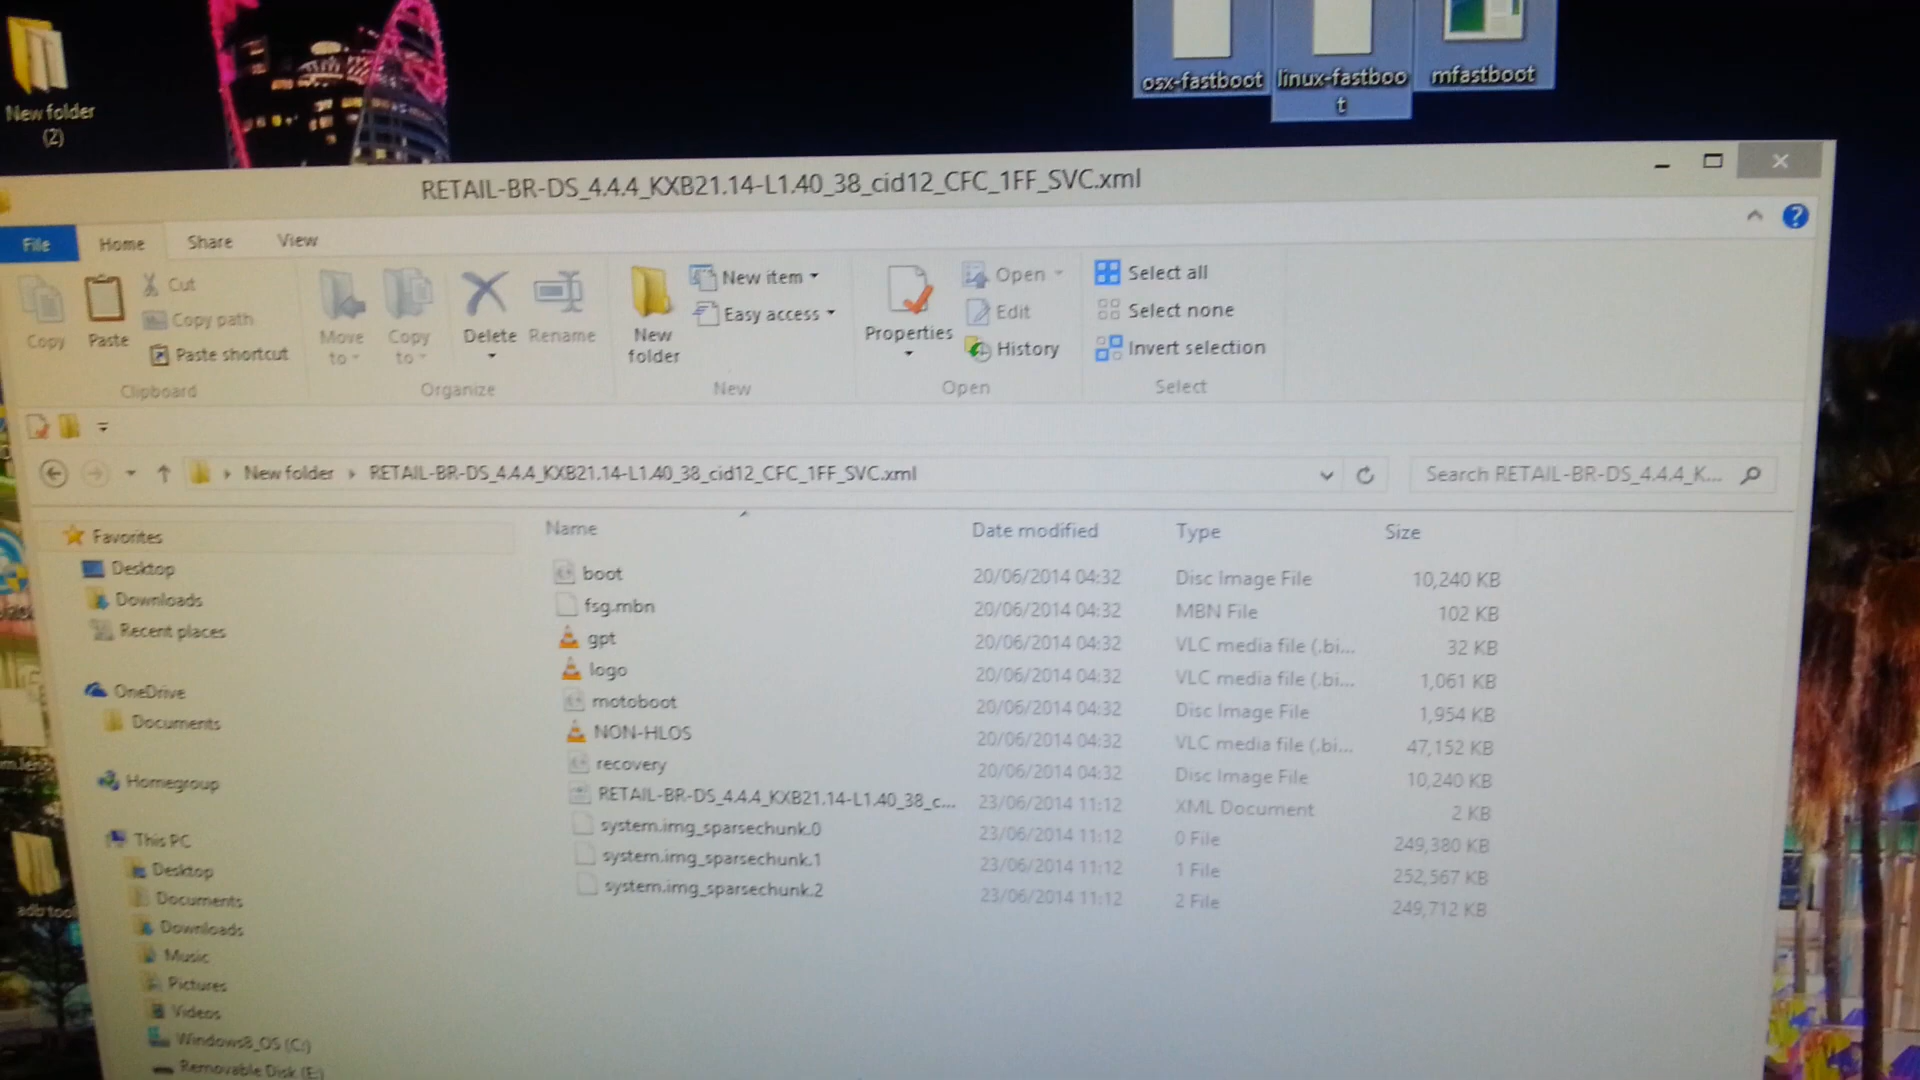 New folder
(2)
osx-fastboot
linux-fastboo
t
mfastboot
RETAIL-BR-DS_4.4.4_KXB21.14-L1.40_38_cid12_CFC_1FF_SVC.xml
File Home Share View
Copy
Paste
Cut
Copy path
Paste shortcut
Clipboard
Move
to
Copy
to
Delete
Rename
Organize
New
folder
New item
Easy access
New
Properties
Open
Edit
History
Open
Select all
Select none
Invert selection
Select
New folder RETAIL-BR-DS_4.4.4_KXB21.14-L1.40_38_cid12_CFC_1FF_SVC.xml
Search RETAIL-BR-DS_4.4.4_K...
Favorites
Desktop
Downloads
Recent places
OneDrive
Documents
Homegroup
This PC
Desktop
Documents
Downloads
Music
Pictures
Videos
Windows8_OS (C:)
Removable Disk (E:)
Name Date modified Type Size
boot 20/06/2014 04:32 Disc Image File 10,240 KB
fsg.mbn 20/06/2014 04:32 MBN File 102 KB
gpt 20/06/2014 04:32 VLC media file (.bi... 32 KB
logo 20/06/2014 04:32 VLC media file (.bi... 1,061 KB
motoboot 20/06/2014 04:32 Disc Image File 1,954 KB
NON-HLOS 20/06/2014 04:32 VLC media file (.bi... 47,152 KB
recovery 20/06/2014 04:32 Disc Image File 10,240 KB
RETAIL-BR-DS_4.4.4_KXB21.14-L1.40_38_c... 23/06/2014 11:12 XML Document 2 KB
system.img_sparsechunk.0 23/06/2014 11:12 0 File 249,380 KB
system.img_sparsechunk.1 23/06/2014 11:12 1 File 252,567 KB
system.img_sparsechunk.2 23/06/2014 11:12 2 File 249,712 KB
adb tool